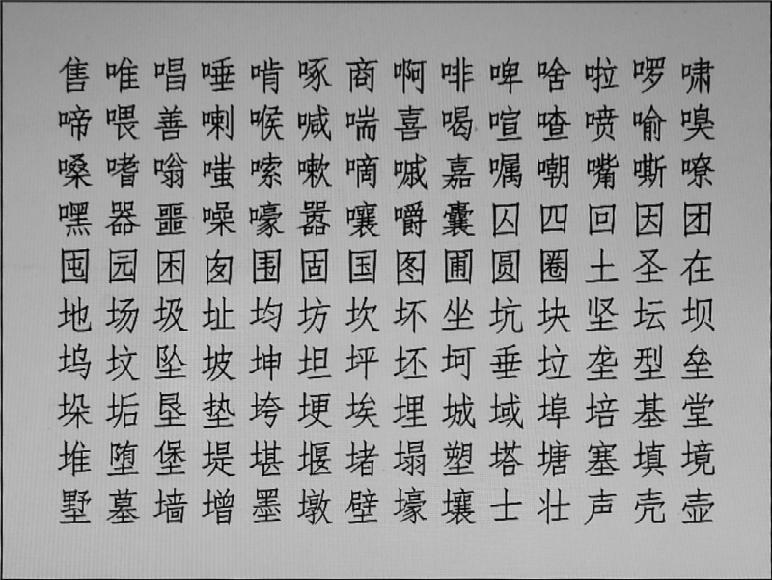 售唯唱唾啃啄商啊啡啤啥啦啰啸
啼喂善喇喉喊喘喜喝喧喳喷喻嗅
嗓嗜嗡嗤嗦嗽嘀嘁嘉嘱嘲嘴嘶嘹
嘿器噩噪嚎嚣嚷嚼囊囚四回因团
囤园困囱围固国图圃圆圈土圣在
地场圾址均坊坎坏坐坑块坚坛坝
坞坟坠坡坤坦坪坯坷垂垃垄型垒
垛垢垦垫垮埂埃埋城域埠培基堂
堆堕堡堤堪堰堵塌塑塔塘塞填境
墅墓墙增墨墩壁壕壤士壮声壳壶